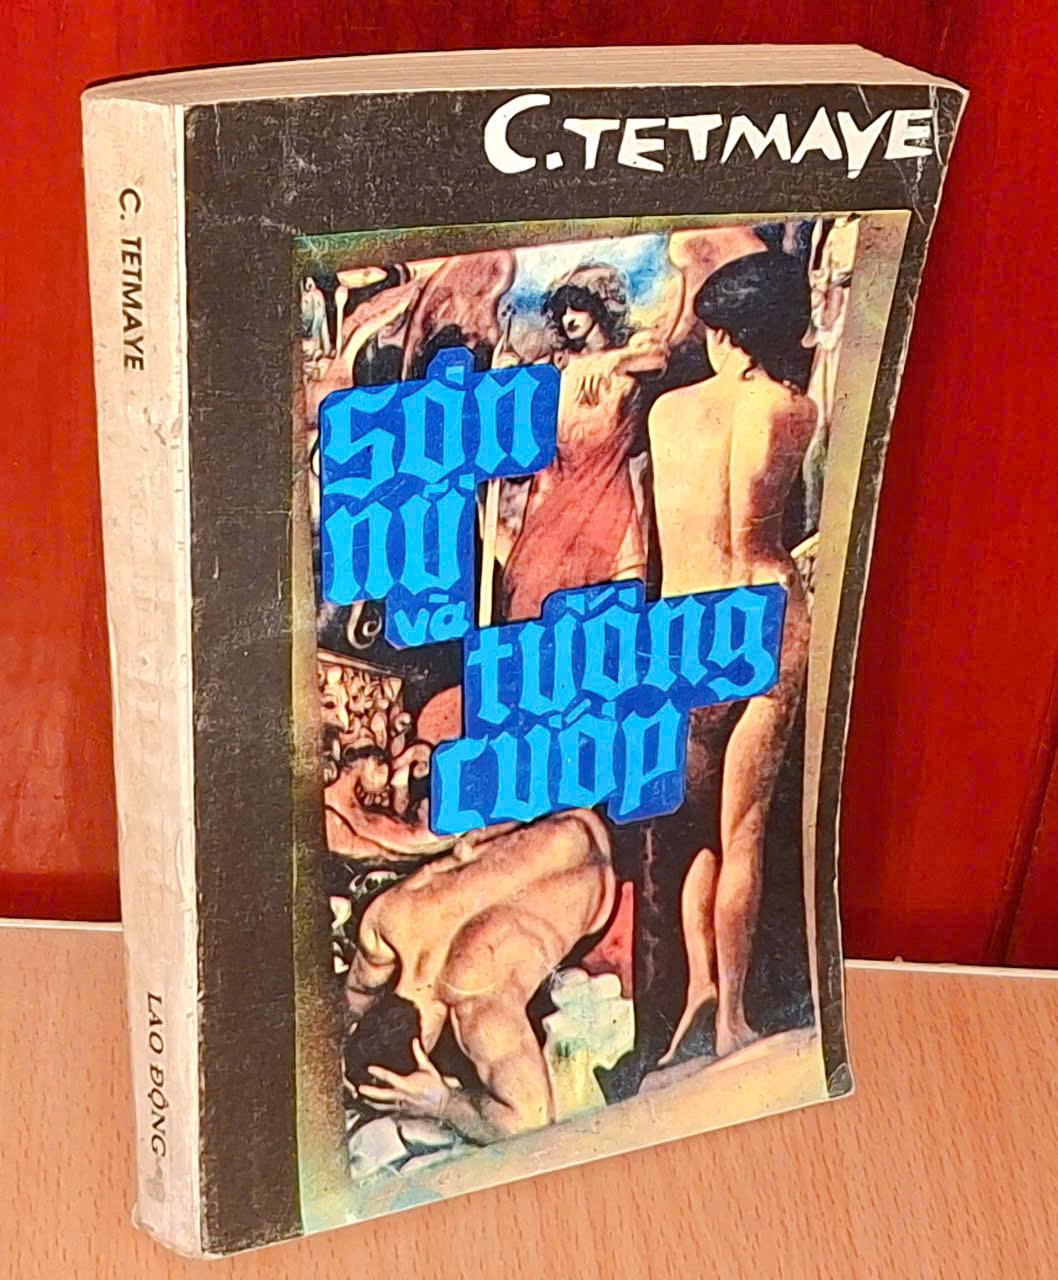 C. TETMAYE
sơn
nữ
và
tướng
cướp
C. TETMAYE
LAO ĐỘNG